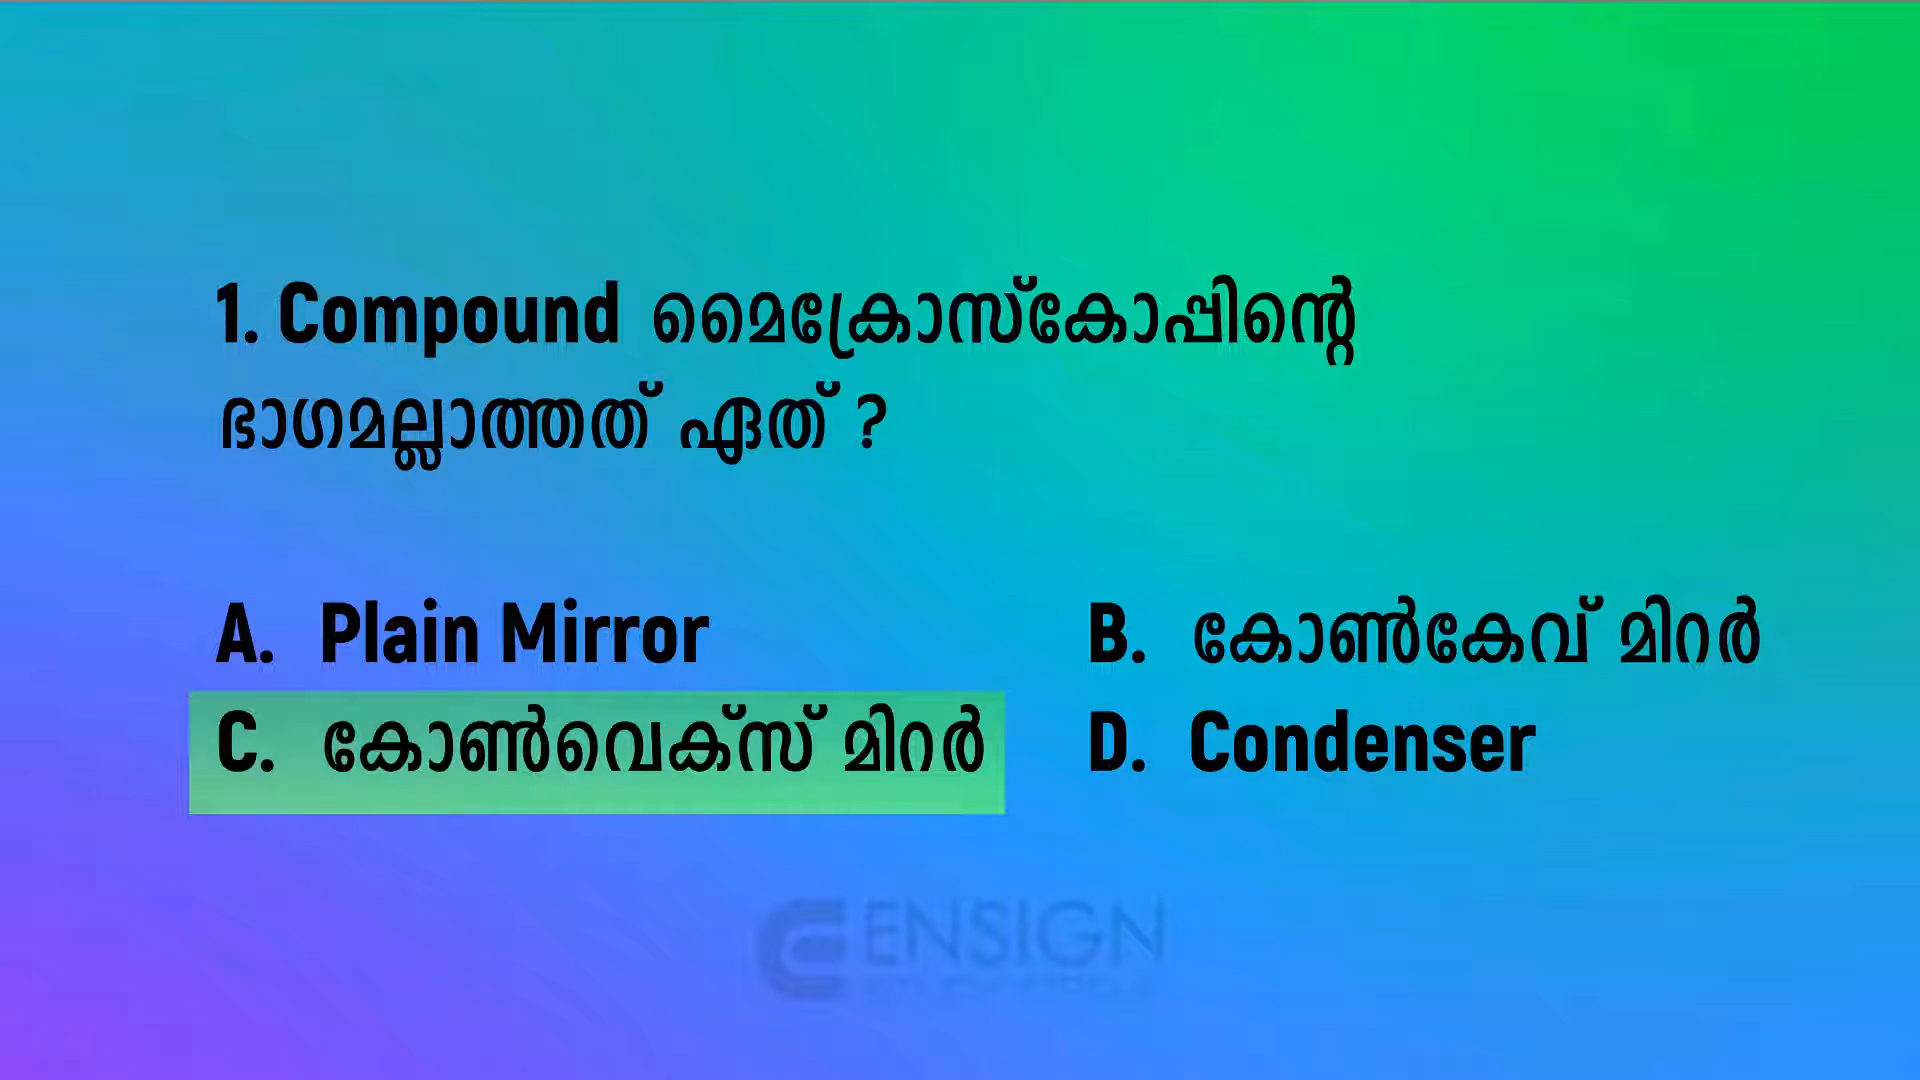 1. Compound മൈക്രോസ്കോപ്പിന്റെ
ഭാഗമല്ലാത്തത് ഏത് ?
A. Plain Mirror
B. കോൺകേവ് മിറർ
C. കോൺവെക്സ് മിറർ
D. Condenser
ENSIGN